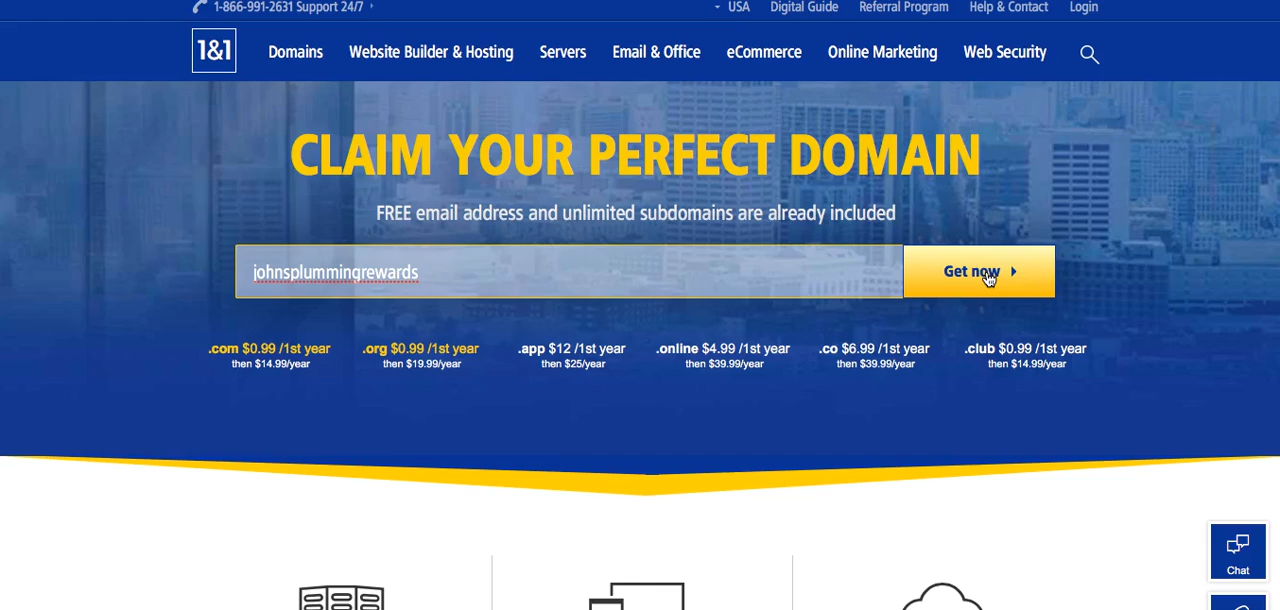 1-866-991-2631 Support 24/7
USA Digital Guide Referral Program Help & Contact Login
1&1 Domains Website Builder & Hosting Servers Email & Office eCommerce Online Marketing Web Security
CLAIM YOUR PERFECT DOMAIN
FREE email address and unlimited subdomains are already included
johnsplummingrewards
Get now
.com $0.99 /1st year .org $0.99 /1st year .app $12 /1st year .online $4.99 /1st year .co $6.99 /1st year .club $0.99 /1st year
then $14.99/year then $19.99/year then $25/year then $39.99/year then $39.99/year then $14.99/year
Chat